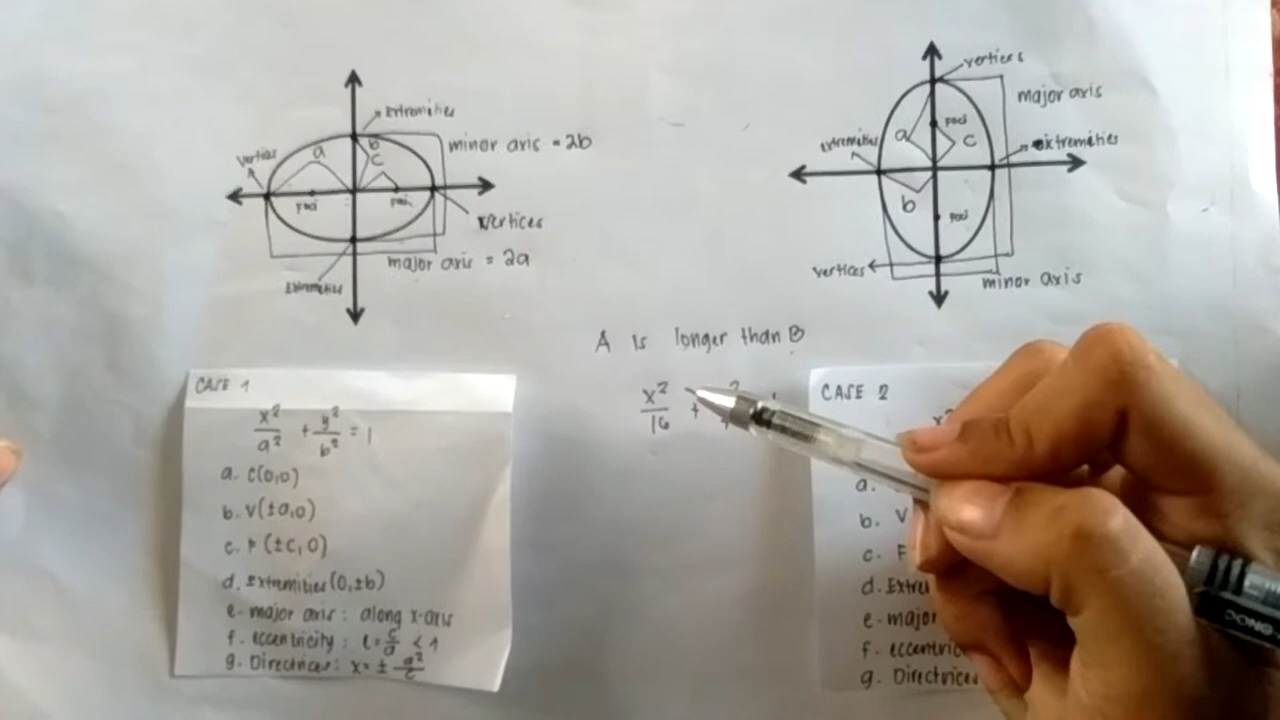 Extremities
b
minor axis = 2b
Vertices
a
c
Foci
Foci
Vertices
major axis = 2a
Extremities
vertices
major axis
Foci
a
c
extremities
extremities
b
Foci
vertices
minor axis
A is longer than B
x²/16 +
CASE 1
x²/a² + y²/b² = 1
a. C(0,0)
b. V(±a,0)
c. F (±c, 0)
d. Extremities (0,±b)
e. major axis: along x-axis
f. eccentricity: e = c/a < 1
g. Directrices: x = ± a²/c
CASE 2
a.
b. V
c. F
d.
e. major
f.
g. Directrices